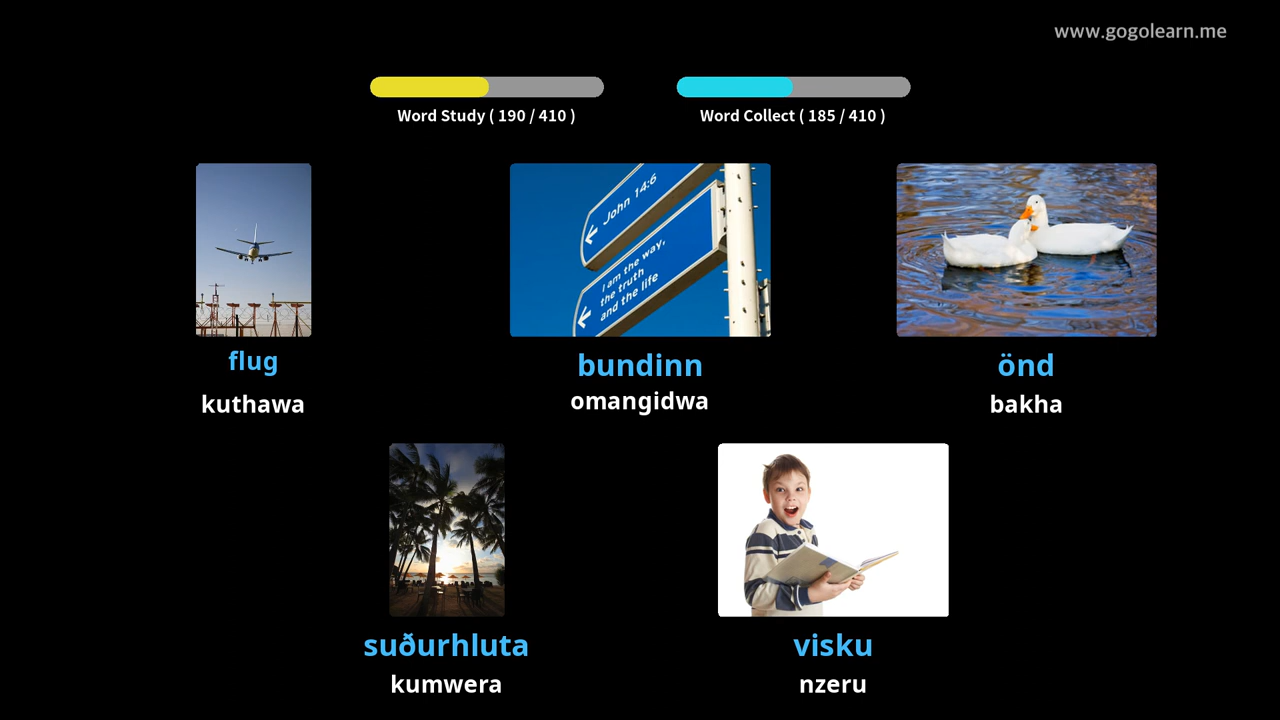 www.gogolearn.me
Word Study ( 190 / 410 )
Word Collect ( 185 / 410 )
John 14:6
I am the way,
the truth
and the life
flug
bundinn
önd
kuthawa
omangidwa
bakha
suðurhluta
visku
kumwera
nzeru